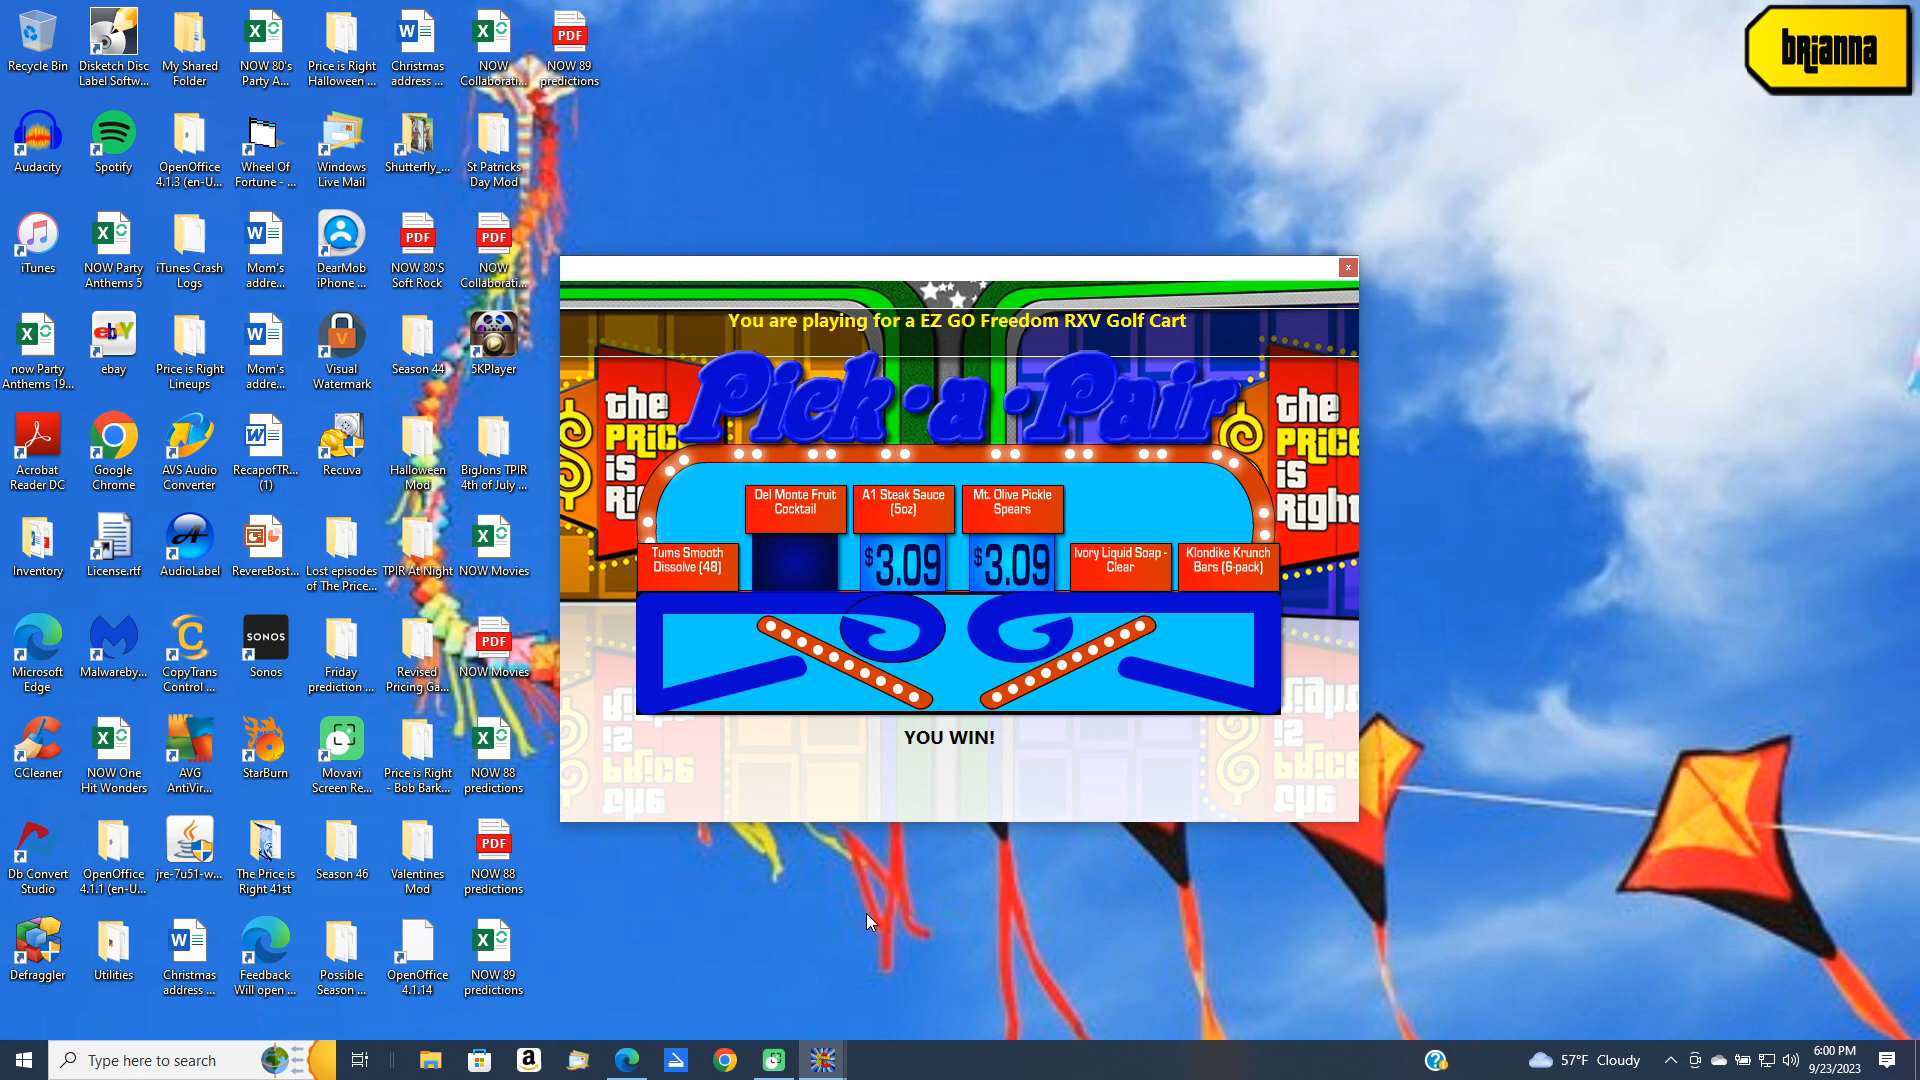 Recycle Bin
Disketch Disc
Label Softw...
My Shared
Folder
NOW 80's
Party A...
Price is Right
Halloween ...
Christmas
address ...
NOW
Collaborati...
NOW 89
predictions
Audacity
Spotify
OpenOffice
4.1.3 (en-U...
Wheel Of
Fortune - ...
Windows
Live Mail
Shutterfly_...
St Patricks
Day Mod
iTunes
NOW Party
Anthems 5
iTunes Crash
Logs
Mom's
addre...
DearMob
iPhone ...
NOW 80'S
Soft Rock
NOW
Collaborati...
now Party
Anthems 19...
ebay
Price is Right
Lineups
Mom's
addre...
Visual
Watermark
Season 44
5KPlayer
Acrobat
Reader DC
Google
Chrome
AVS Audio
Converter
RecapofTR...
(1)
Recuva
Halloween
Mod
BigJons TPIR
4th of July ...
Inventory
License.rtf
AudioLabel
RevereBost...
Lost episodes
of The Price...
TPIR At Night
NOW Movies
Microsoft
Edge
Malwareby...
CopyTrans
Control ...
SONOS
Sonos
Friday
prediction ...
Revised
Pricing Ga...
NOW Movies
CCleaner
NOW One
Hit Wonders
AVG
AntiVir...
StarBurn
Movavi
Screen Re...
Price is Right
- Bob Bark...
NOW 88
predictions
Db Convert
Studio
OpenOffice
4.1.1 (en-U...
jre-7u51-w...
The Price is
Right 41st
Season 46
Valentines
Mod
NOW 88
predictions
Defraggler
Utilities
Christmas
address ...
Feedback
Will open ...
Possible
Season ...
OpenOffice
4.1.14
NOW 89
predictions
BRIANNA
You are playing for a EZ GO Freedom RXV Golf Cart
Pick·a·Pair
the
PRICE
is
Right
the
PRICE
is
Right
Del Monte Fruit
Cocktail
A1 Steak Sauce
(5oz)
Mt. Olive Pickle
Spears
$3.09
$3.09
Tums Smooth
Dissolve (48)
Ivory Liquid Soap -
Clear
Klondike Krunch
Bars (6-pack)
YOU WIN!
Type here to search
57°F Cloudy
6:00 PM
9/23/2023